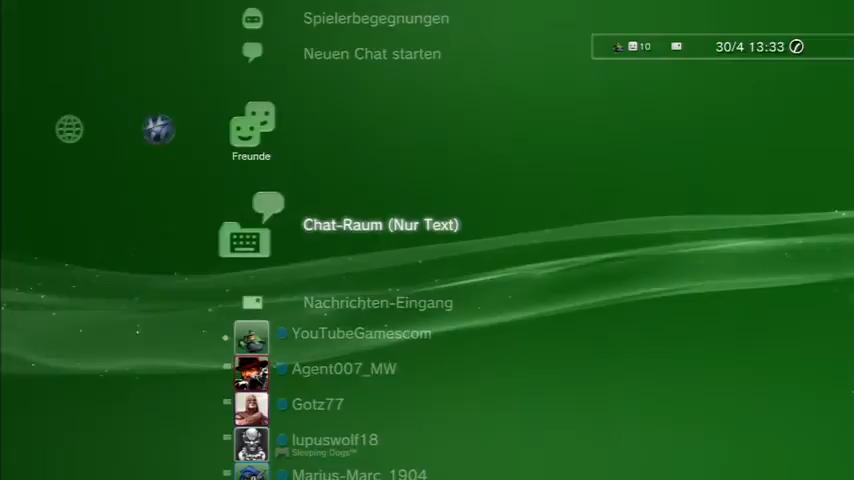 Spielerbegegnungen
Neuen Chat starten
10
30/4 13:33
Freunde
Chat-Raum (Nur Text)
Nachrichten-Eingang
YouTubeGamescom
Agent007_MW
Gotz77
lupuswolf18
Sleeping Dogs™
Marius-Marc_1904